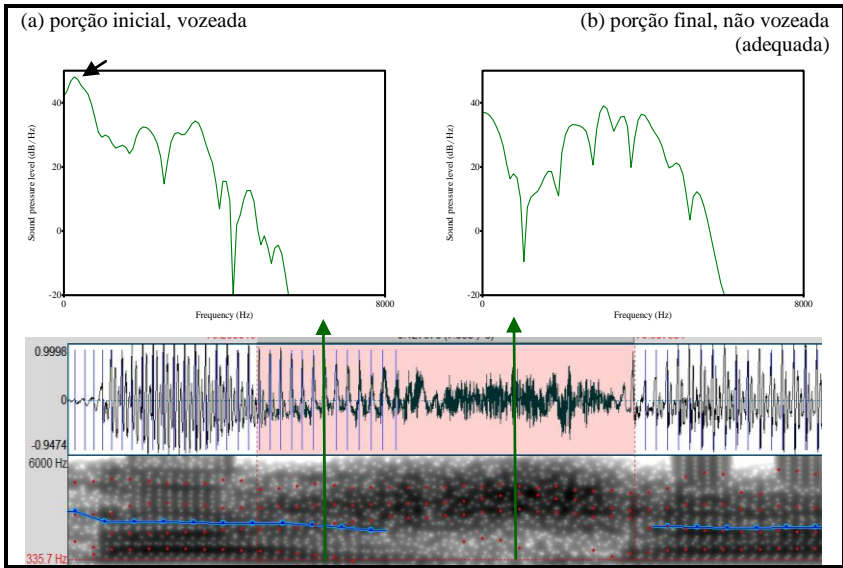 (a) porção inicial, vozeada
(b) porção final, não vozeada
(adequada)
40
20
0
-20
Sound pressure level (dB / Hz)
0
8000
Frequency (Hz)
40
20
0
-20
Sound pressure level (dB / Hz)
0
8000
Frequency (Hz)
0.9998
0
-0.9474
6000 Hz
335.7 Hz